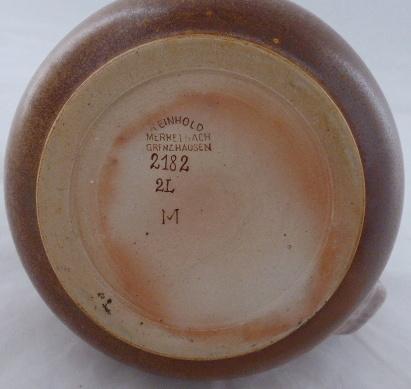 REINHOLD
MERKELBACH
GRENZHAUSEN
2182
2L
M